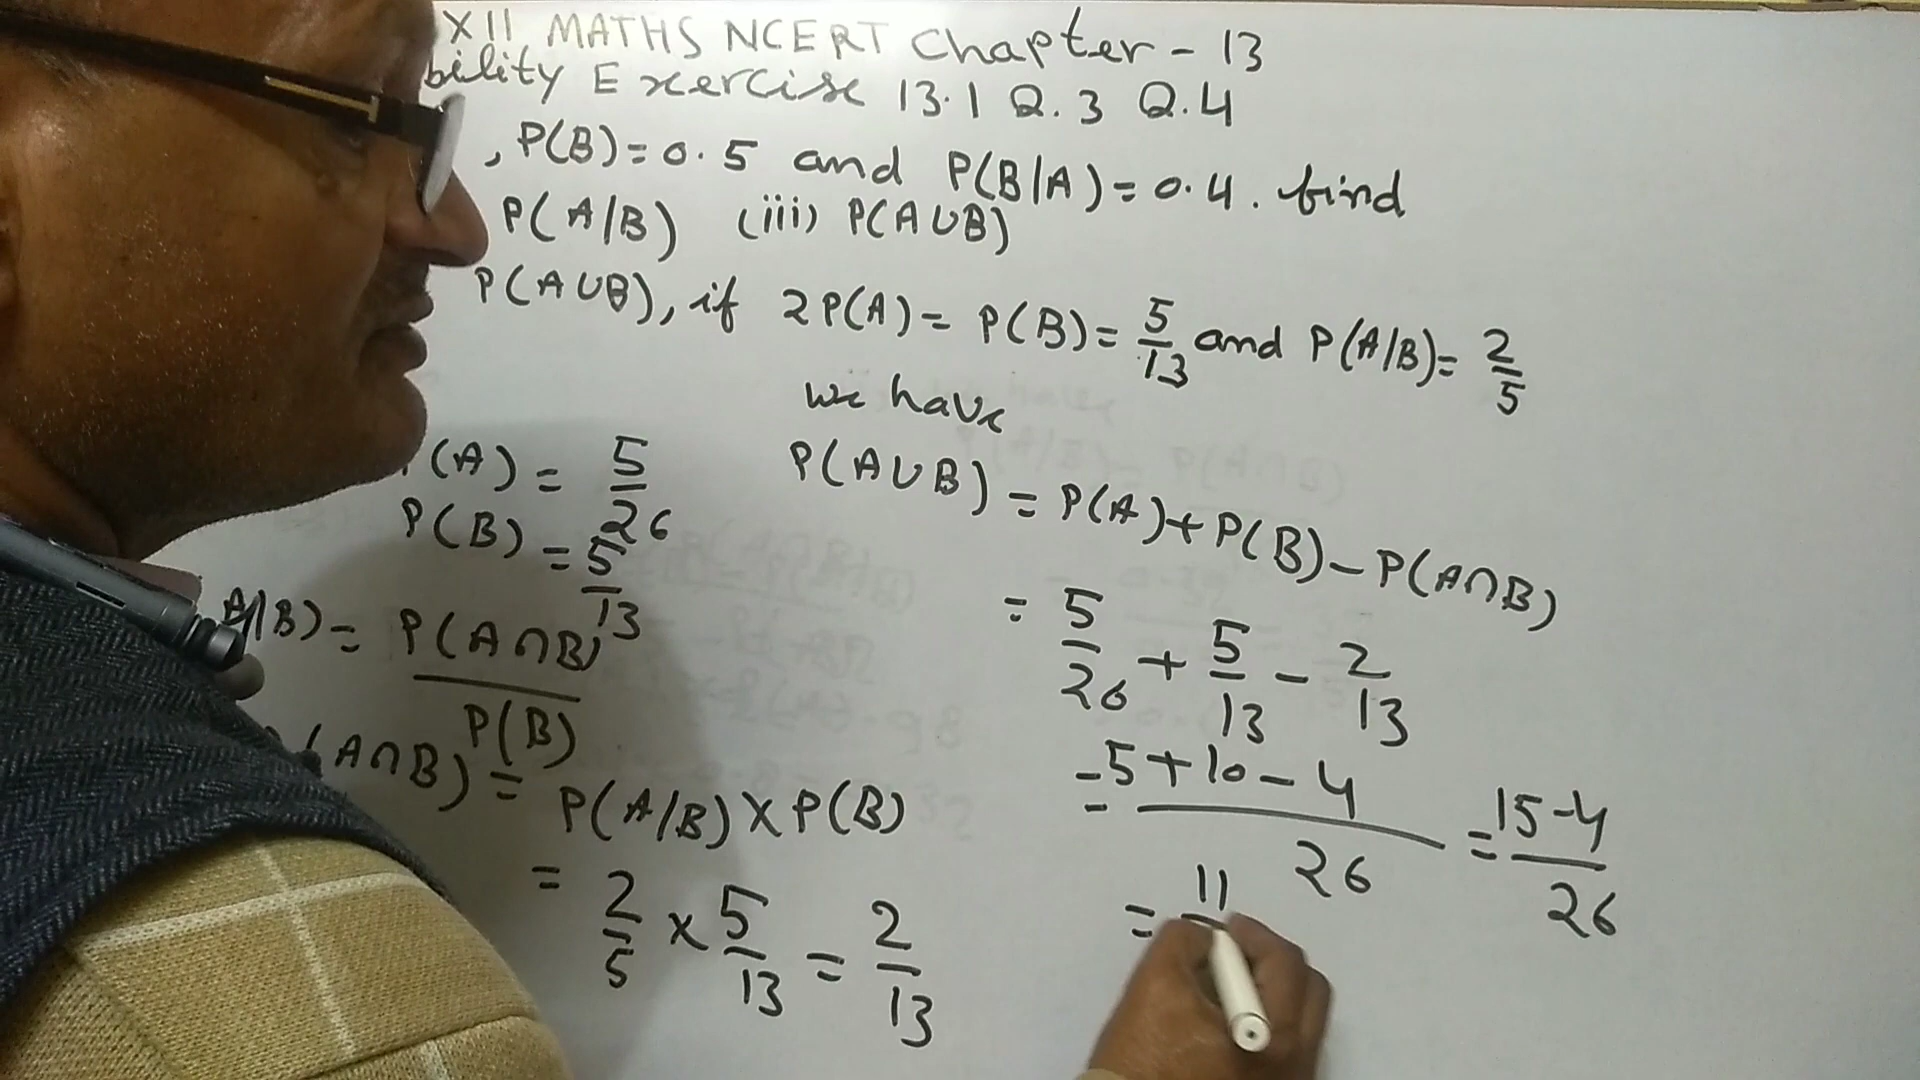 XII MATHS NCERT Chapter - 13
bility Exercise 13.1 Q.3 Q.4
, P(B) = 0.5 and P(B/A) = 0.4. find
P(A/B) (iii) P(A∪B)
P(A∪B), if 2P(A) = P(B) = 5/13 and P(A/B) = 2/5
we have
(A) = 5/26
P(A∪B) = P(A) + P(B) - P(A∩B)
P(B) = 5/13
= 5/26 + 5/13 - 2/13
A/B) = P(A∩B)/P(B)
= 5+10-4/26 = 15-4/26
(A∩B) = P(A/B) X P(B)
= 11
= 2/5 x 5/13 = 2/13